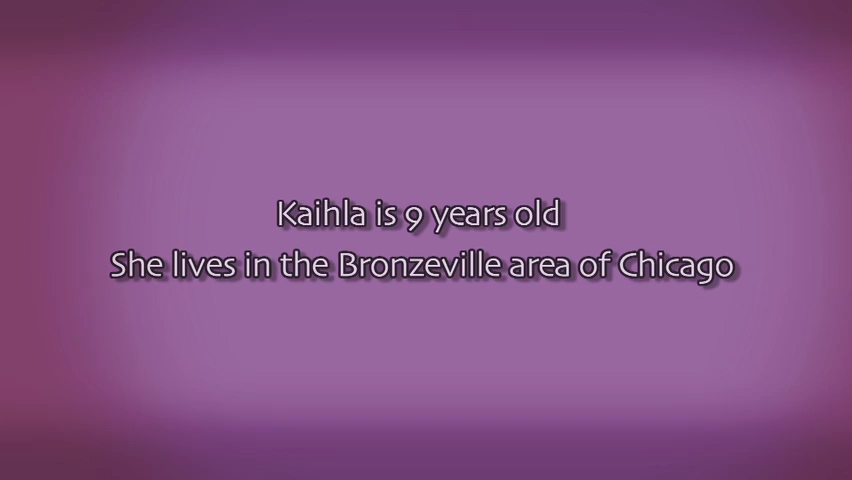 Kaihla is 9 years old
She lives in the Bronzeville area of Chicago